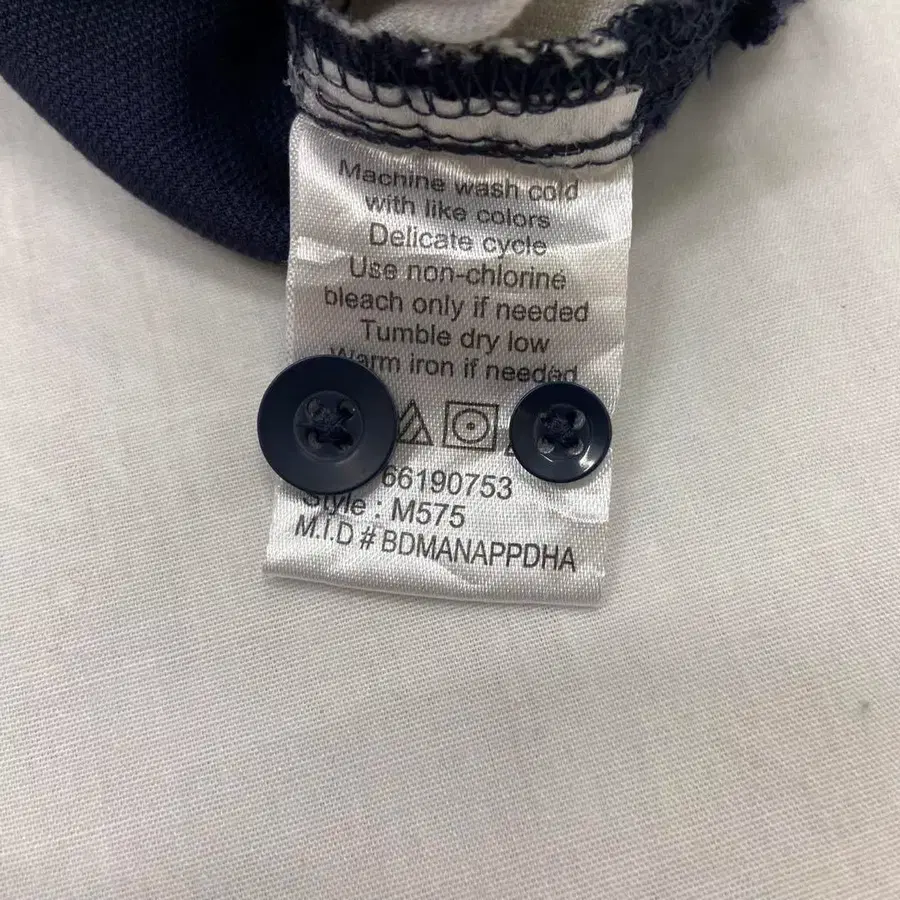 Machine wash cold
with like colors
Delicate cycle
Use non-chlorine
bleach only if needed
Tumble dry low
Warm iron if needed
66190753
Style : M575
M.I.D # BDMANAPPDHA